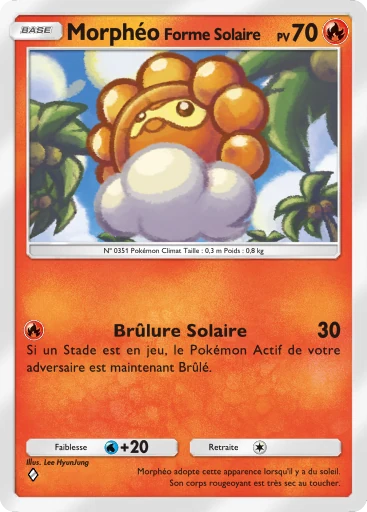 BASE Morphéo Forme Solaire PV 70
N° 0351 Pokémon Climat Taille : 0,3 m Poids : 0,8 kg
Brûlure Solaire 30
Si un Stade est en jeu, le Pokémon Actif de votre
adversaire est maintenant Brûlé.
Faiblesse +20 Retraite
Illus. Lee HyunJung
Morphéo adopte cette apparence lorsqu'il y a du soleil.
Son corps rougeoyant est très sec au toucher.